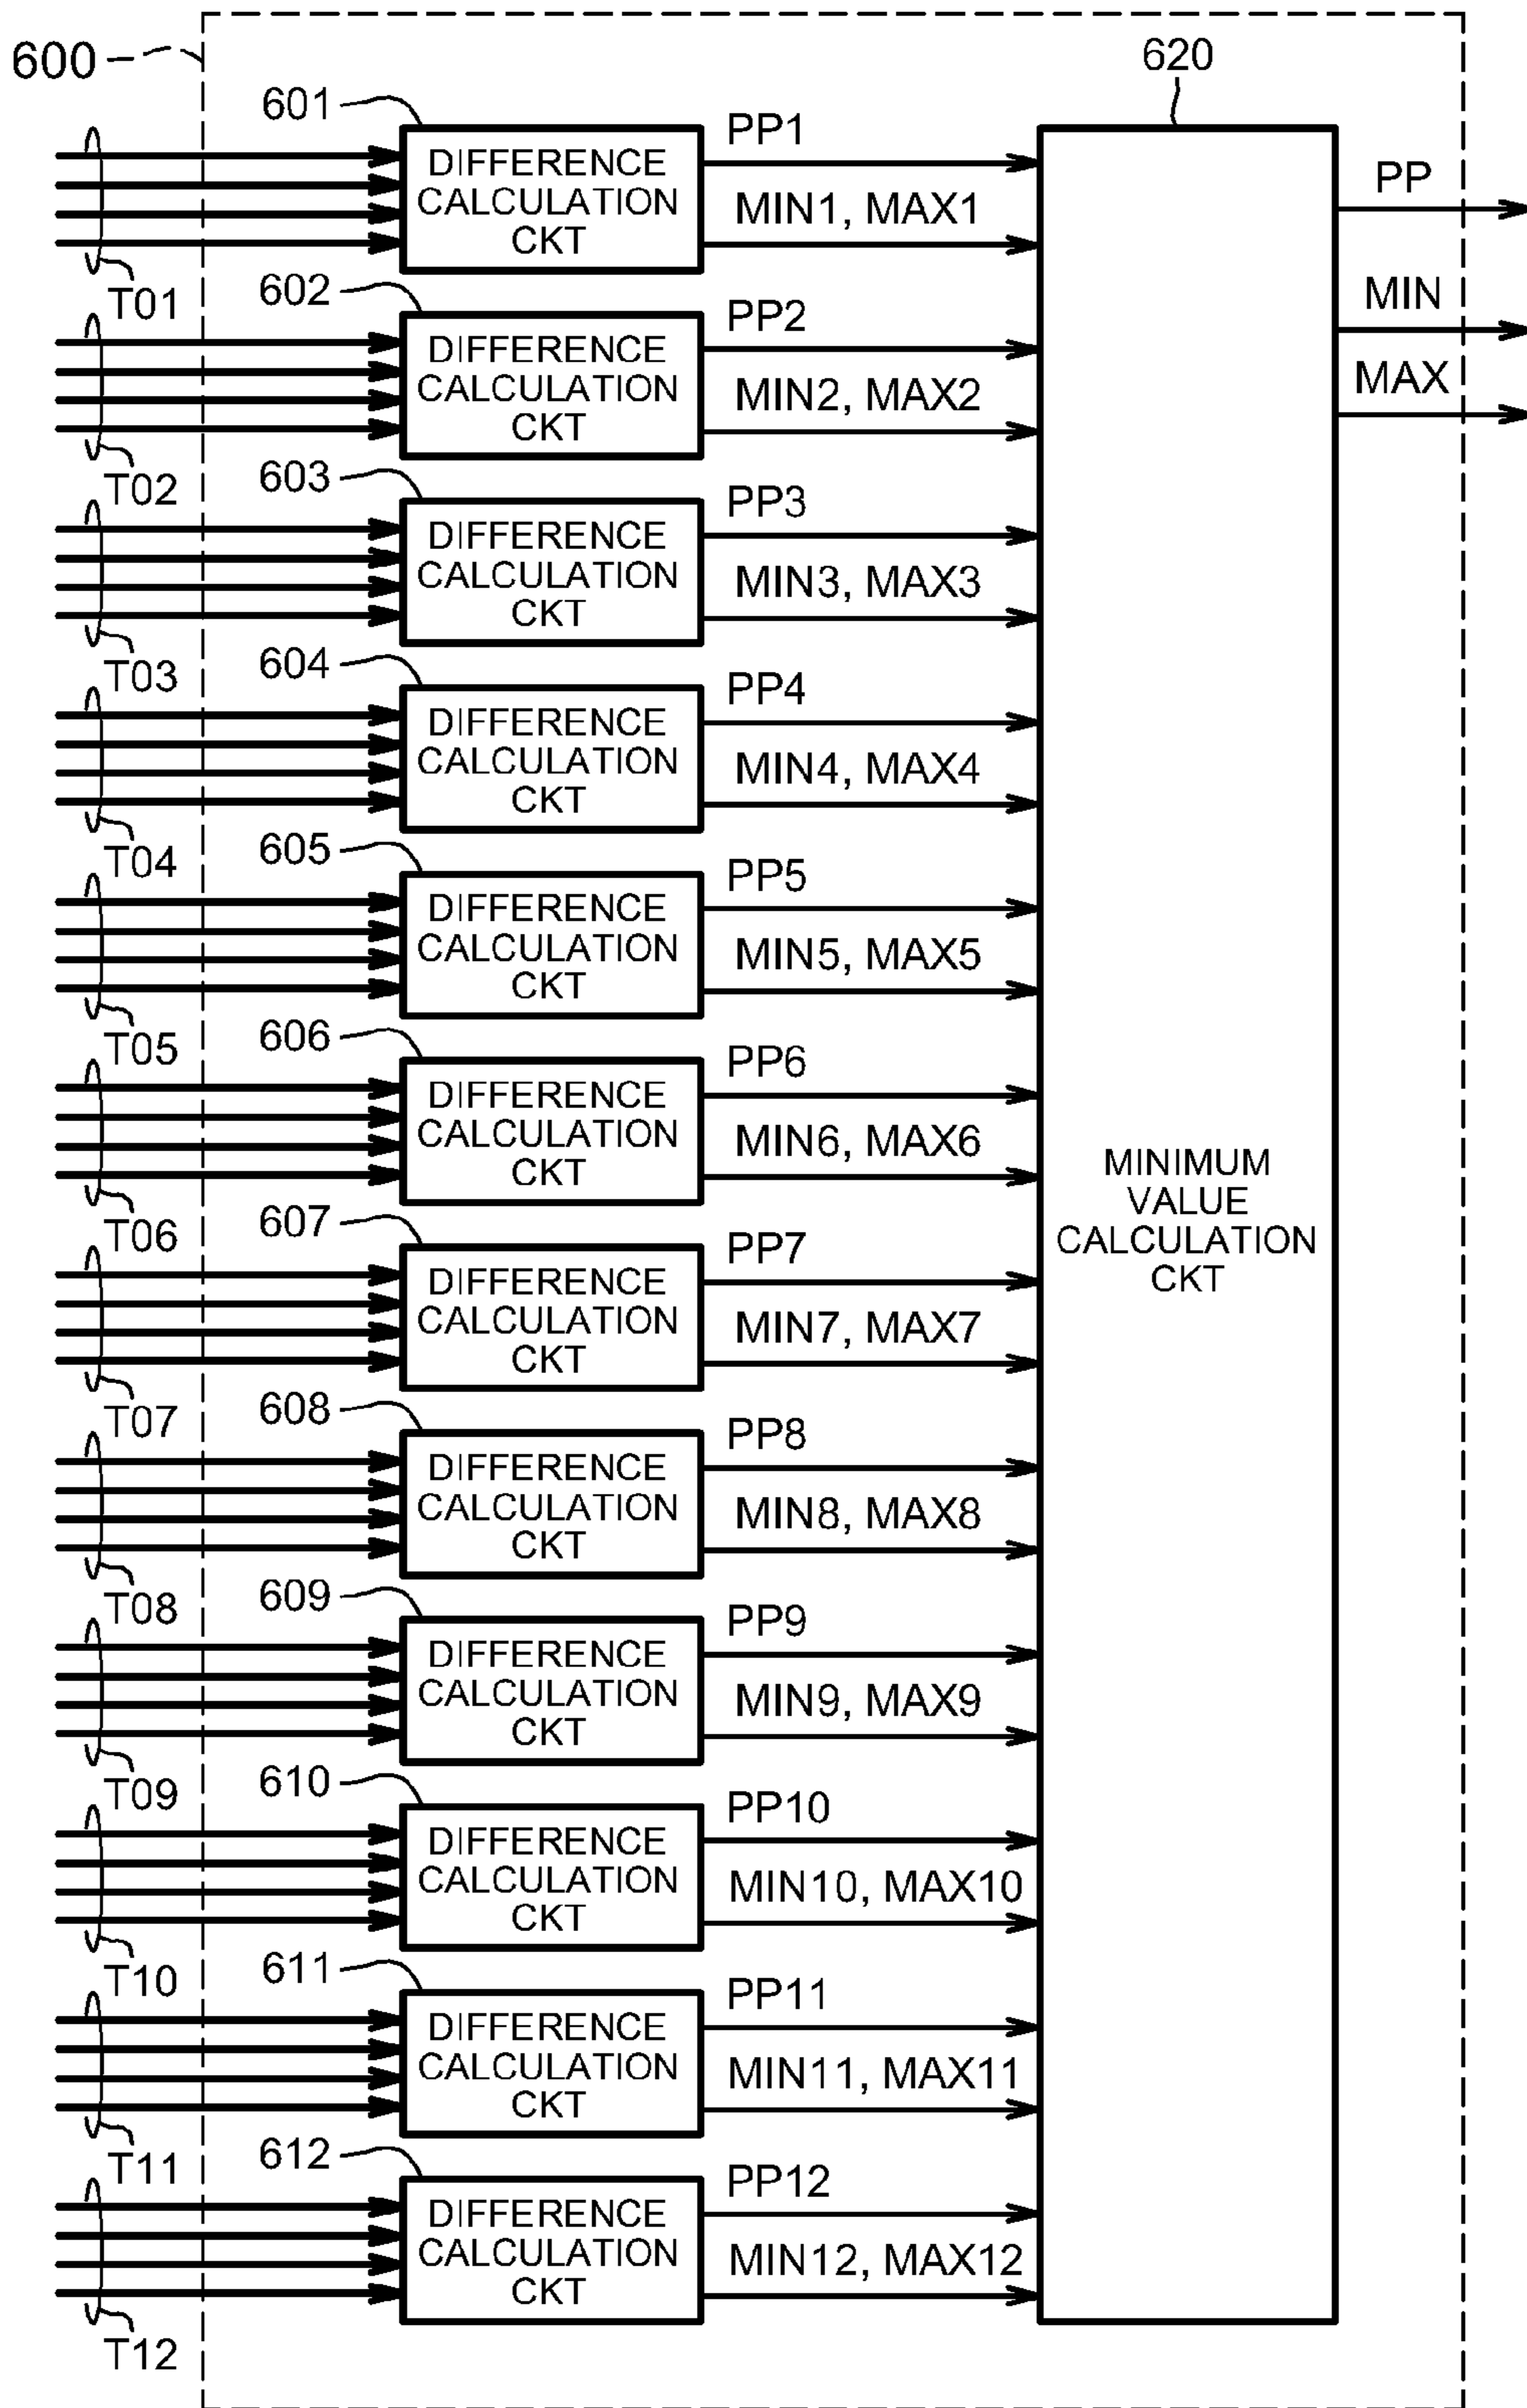 600
620
601
DIFFERENCE
CALCULATION
CKT
PP1
MIN1, MAX1
T01
PP
MIN
MAX
602
DIFFERENCE
CALCULATION
CKT
PP2
MIN2, MAX2
T02
603
DIFFERENCE
CALCULATION
CKT
PP3
MIN3, MAX3
T03
604
DIFFERENCE
CALCULATION
CKT
PP4
MIN4, MAX4
T04
605
DIFFERENCE
CALCULATION
CKT
PP5
MIN5, MAX5
T05
606
DIFFERENCE
CALCULATION
CKT
PP6
MIN6, MAX6
T06
MINIMUM
VALUE
CALCULATION
CKT
607
DIFFERENCE
CALCULATION
CKT
PP7
MIN7, MAX7
T07
608
DIFFERENCE
CALCULATION
CKT
PP8
MIN8, MAX8
T08
609
DIFFERENCE
CALCULATION
CKT
PP9
MIN9, MAX9
T09
610
DIFFERENCE
CALCULATION
CKT
PP10
MIN10, MAX10
T10
611
DIFFERENCE
CALCULATION
CKT
PP11
MIN11, MAX11
T11
612
DIFFERENCE
CALCULATION
CKT
PP12
MIN12, MAX12
T12